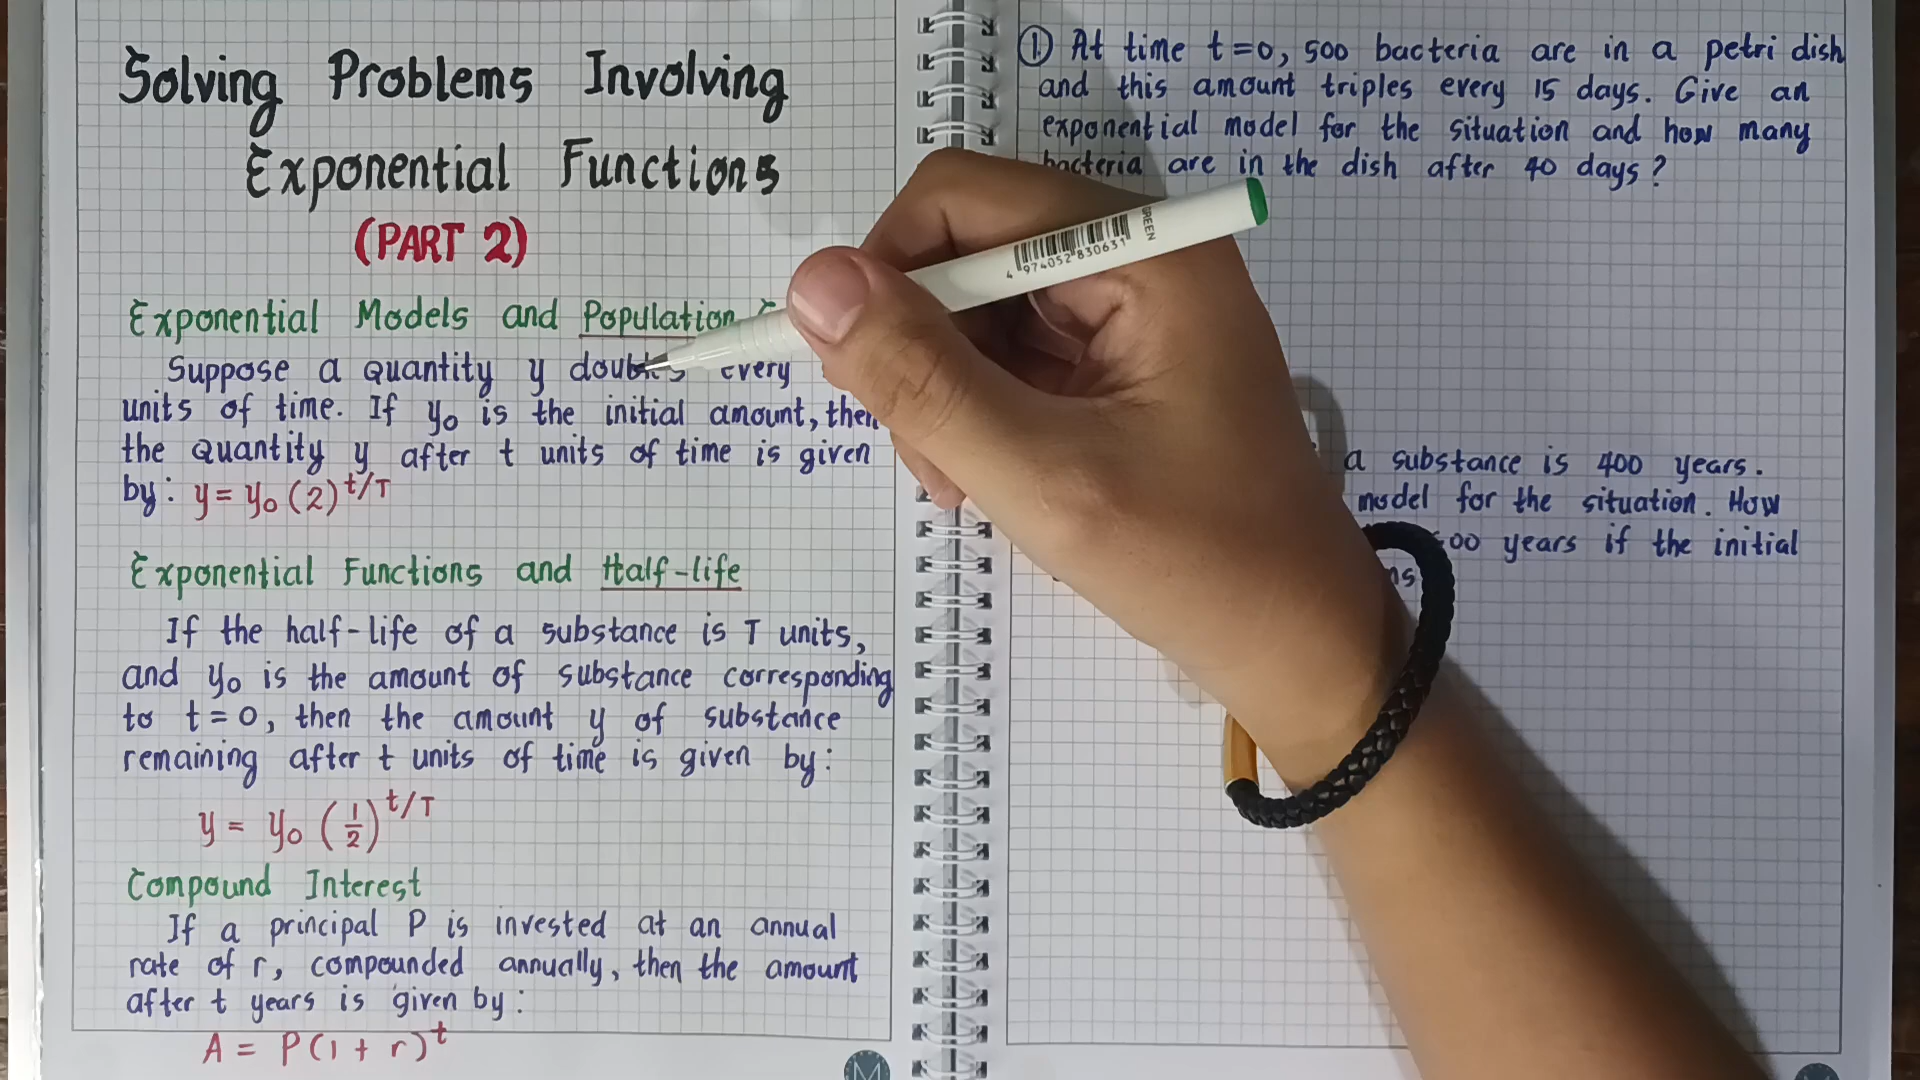 Solving Problems Involving
Exponential Functions
(PART 2)
Exponential Models and Population
Suppose a quantity y doubles every
units of time. If y₀ is the initial amount, then
the quantity y after t units of time is given
by: y = y₀ (2)^t/T
Exponential Functions and Half-life
If the half-life of a substance is T units,
and y₀ is the amount of substance corresponding
to t = 0, then the amount y of substance
remaining after t units of time is given by:
y = y₀ (1/2)^t/T
Compound Interest
If a principal P is invested at an annual
rate of r, compounded annually, then the amount
after t years is given by:
A = P(1 + r)^t
① At time t=0, 500 bacteria are in a petri dish
and this amount triples every 15 days. Give an
exponential model for the situation and how many
bacteria are in the dish after 40 days?
a substance is 400 years.
model for the situation. How
years if the initial
GREEN
4 974052 830631
M